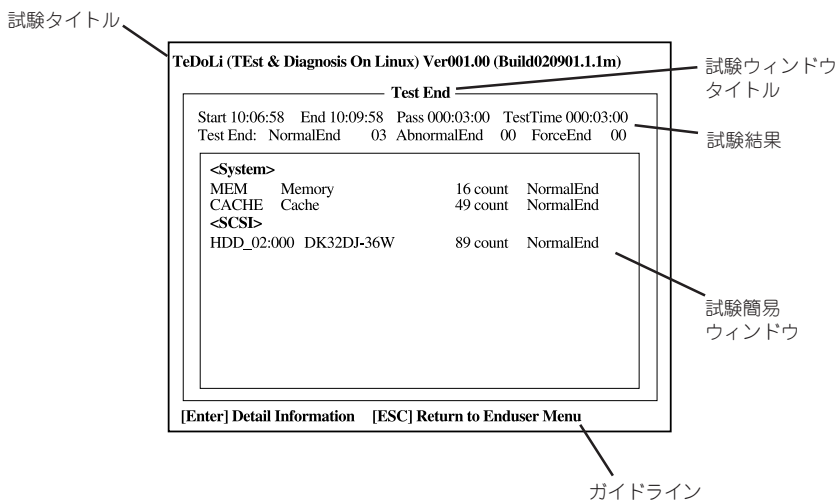 試験タイトル
TeDoLi (TEst & Diagnosis On Linux) Ver001.00 (Build020901.1.1m)
試験ウィンドウ
タイトル
Test End
Start 10:06:58 End 10:09:58 Pass 000:03:00 TestTime 000:03:00
Test End: NormalEnd 03 AbnormalEnd 00 ForceEnd 00
試験結果
<System>
MEM Memory 16 count NormalEnd
CACHE Cache 49 count NormalEnd
<SCSI>
HDD_02:000 DK32DJ-36W 89 count NormalEnd
試験簡易
ウィンドウ
[Enter] Detail Information [ESC] Return to Enduser Menu
ガイドライン